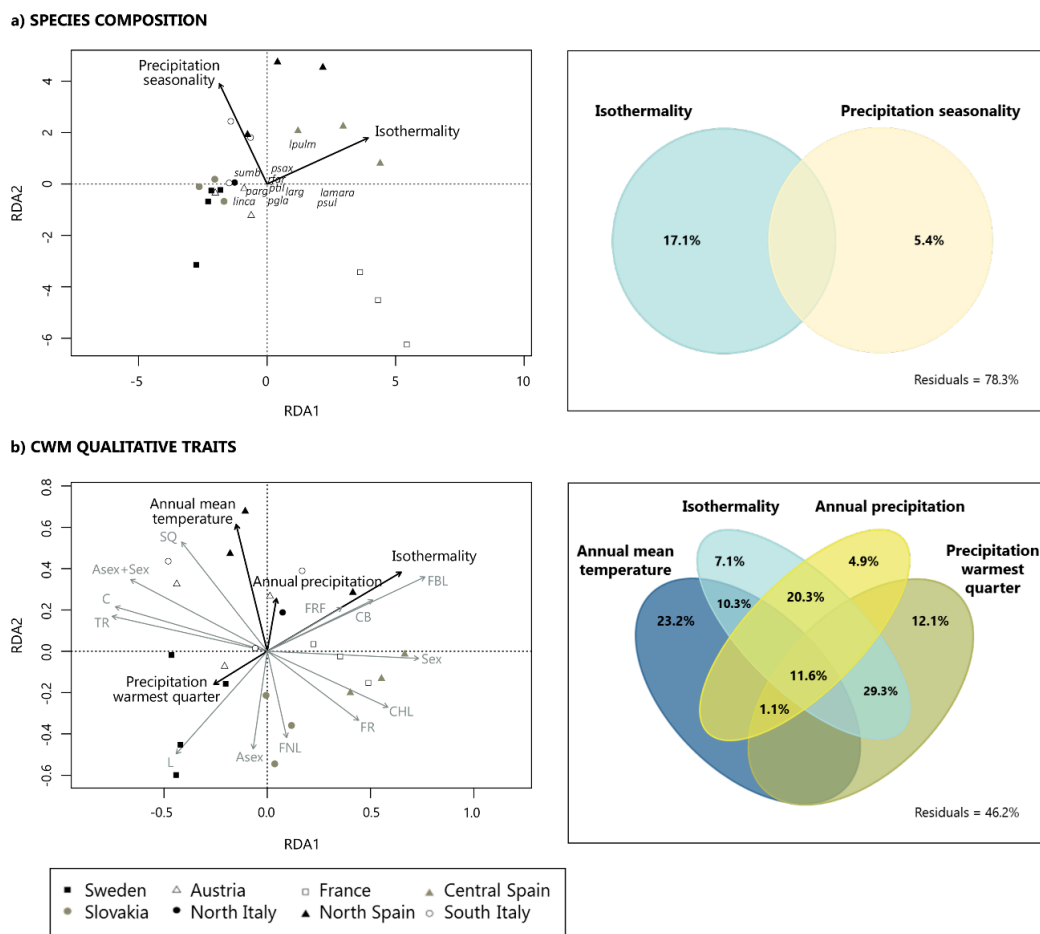 a) SPECIES COMPOSITION
Precipitation
seasonality
Isothermality
lpulm
psax
sumb
ptil
parg
larg
lamara
linca
pgla
psul
4
2
0
-2
-4
-6
RDA2
-5
0
5
10
RDA1
Isothermality
Precipitation seasonality
17.1%
5.4%
Residuals = 78.3%
b) CWM QUALITATIVE TRAITS
Annual mean
temperature
SQ
Isothermality
Asex+Sex
Annual precipitation
FBL
C
FRF
CB
TR
Sex
Precipitation
warmest quarter
CHL
FR
L
Asex
FNL
0.8
0.6
0.4
0.2
0.0
-0.2
-0.4
-0.6
RDA2
-0.5
0.0
0.5
1.0
RDA1
Isothermality
Annual precipitation
Annual mean
temperature
Precipitation
warmest quarter
7.1%
4.9%
10.3%
20.3%
23.2%
12.1%
11.6%
29.3%
1.1%
Residuals = 46.2%
Sweden
Austria
France
Central Spain
Slovakia
North Italy
North Spain
South Italy